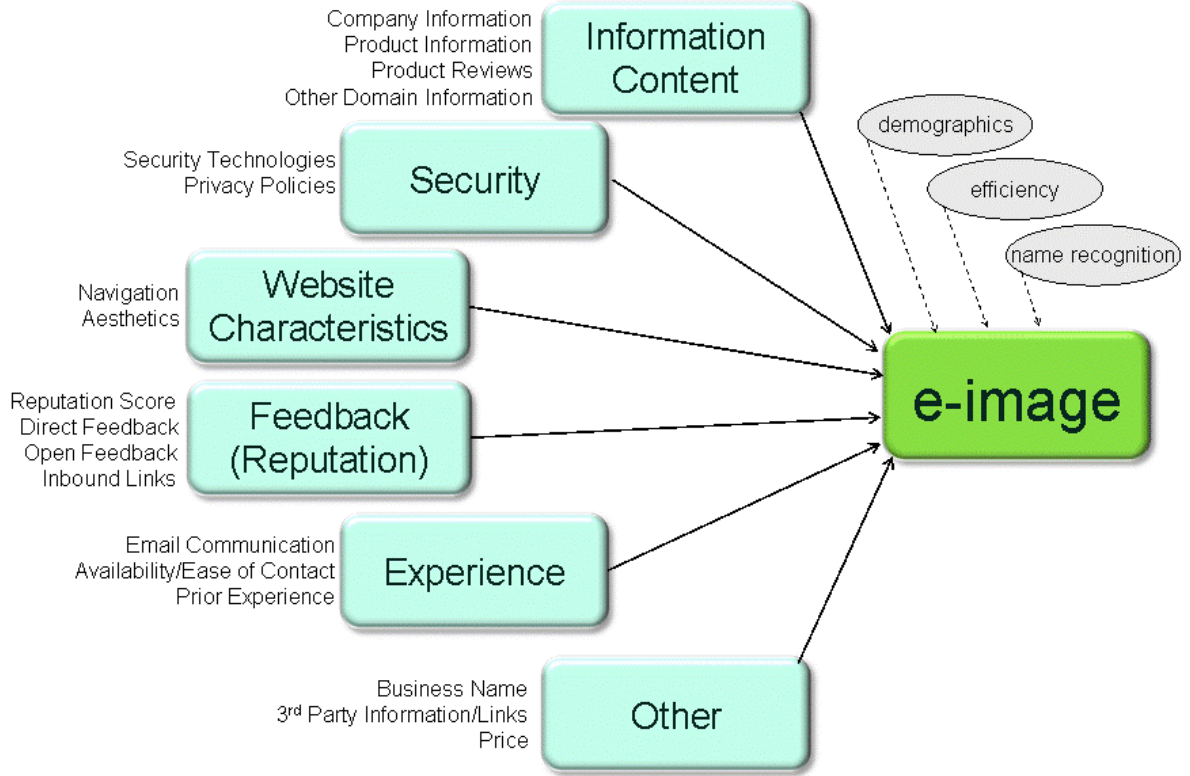 Company Information
Product Information
Product Reviews
Other Domain Information
Information
Content
demographics
efficiency
name recognition
Security Technologies
Privacy Policies
Security
Navigation
Aesthetics
Website
Characteristics
e-image
Reputation Score
Direct Feedback
Open Feedback
Inbound Links
Feedback
(Reputation)
Email Communication
Availability/Ease of Contact
Prior Experience
Experience
Business Name
3rd Party Information/Links
Price
Other